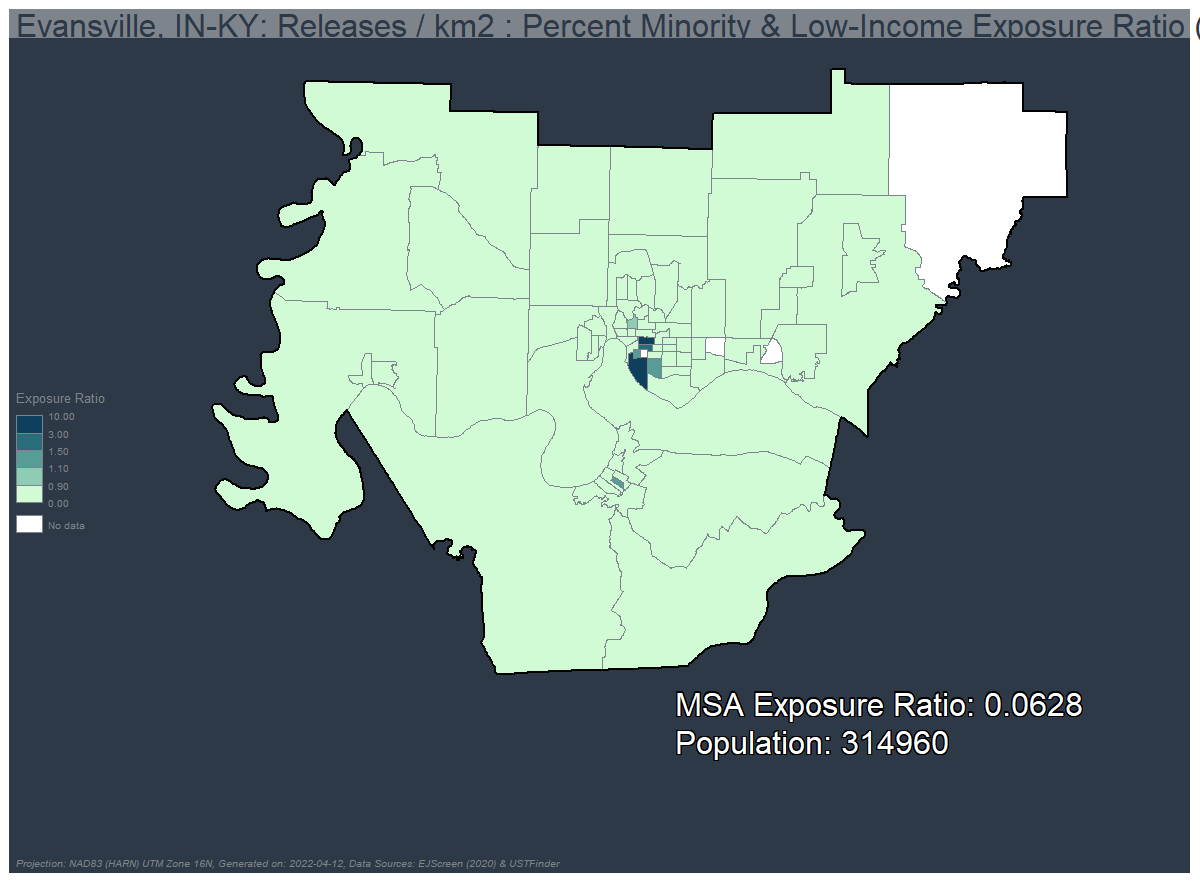 Evansville, IN-KY: Releases / km2 : Percent Minority & Low-Income Exposure Ratio (
Exposure Ratio
10.00
3.00
1.50
1.10
0.90
0.00
No data
MSA Exposure Ratio: 0.0628
Population: 314960
Projection: NAD83 (HARN) UTM Zone 16N, Generated on: 2022-04-12, Data Sources: EJScreen (2020) & USTFinder